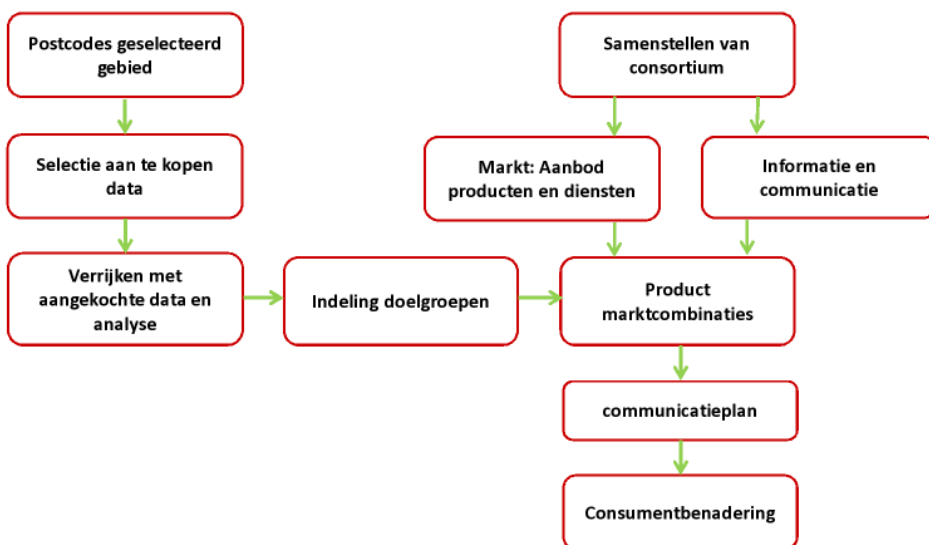 Postcodes geselecteerd
gebied
Samenstellen van
consortium
Selectie aan te kopen
data
Markt: Aanbod
producten en diensten
Informatie en
communicatie
Verrijken met
aangekochte data en
analyse
Indeling doelgroepen
Product
marktcombinaties
communicatieplan
Consumentbenadering